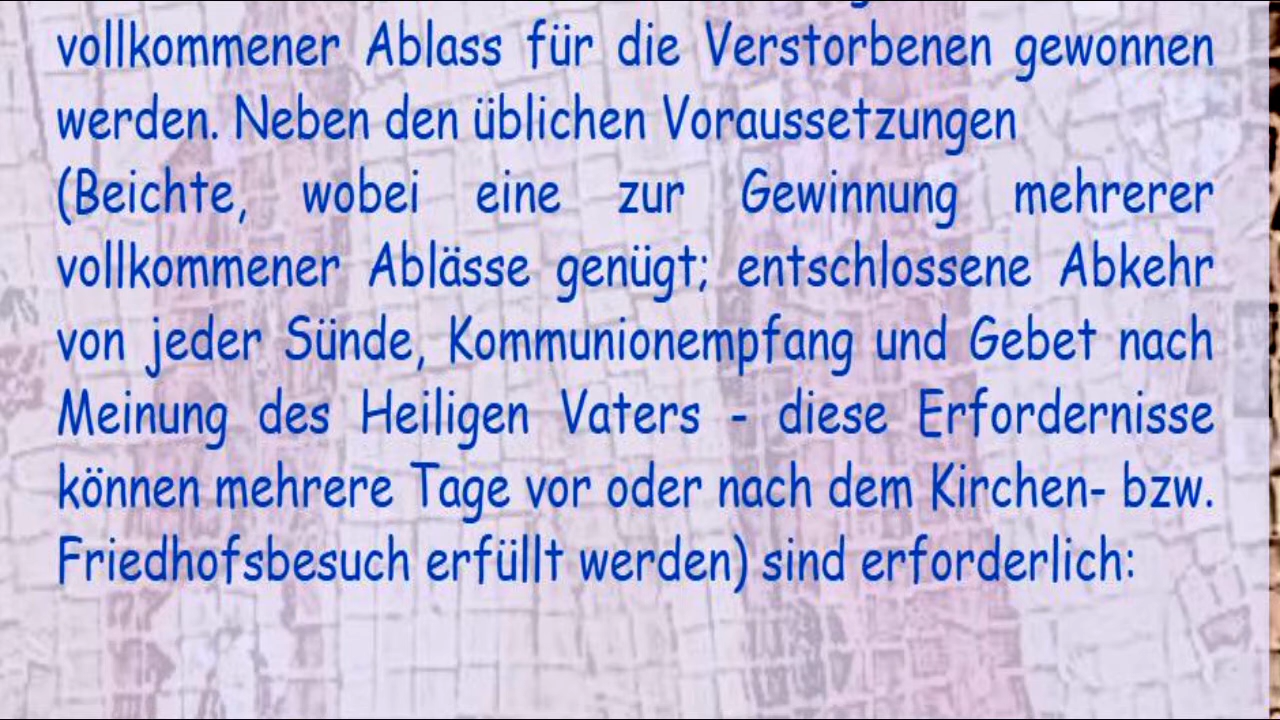 vollkommener Ablass für die Verstorbenen gewonnen
werden. Neben den üblichen Voraussetzungen
(Beichte, wobei eine zur Gewinnung mehrerer
vollkommener Ablässe genügt; entschlossene Abkehr
von jeder Sünde, Kommunionempfang und Gebet nach
Meinung des Heiligen Vaters - diese Erfordernisse
können mehrere Tage vor oder nach dem Kirchen- bzw.
Friedhofsbesuch erfüllt werden) sind erforderlich: